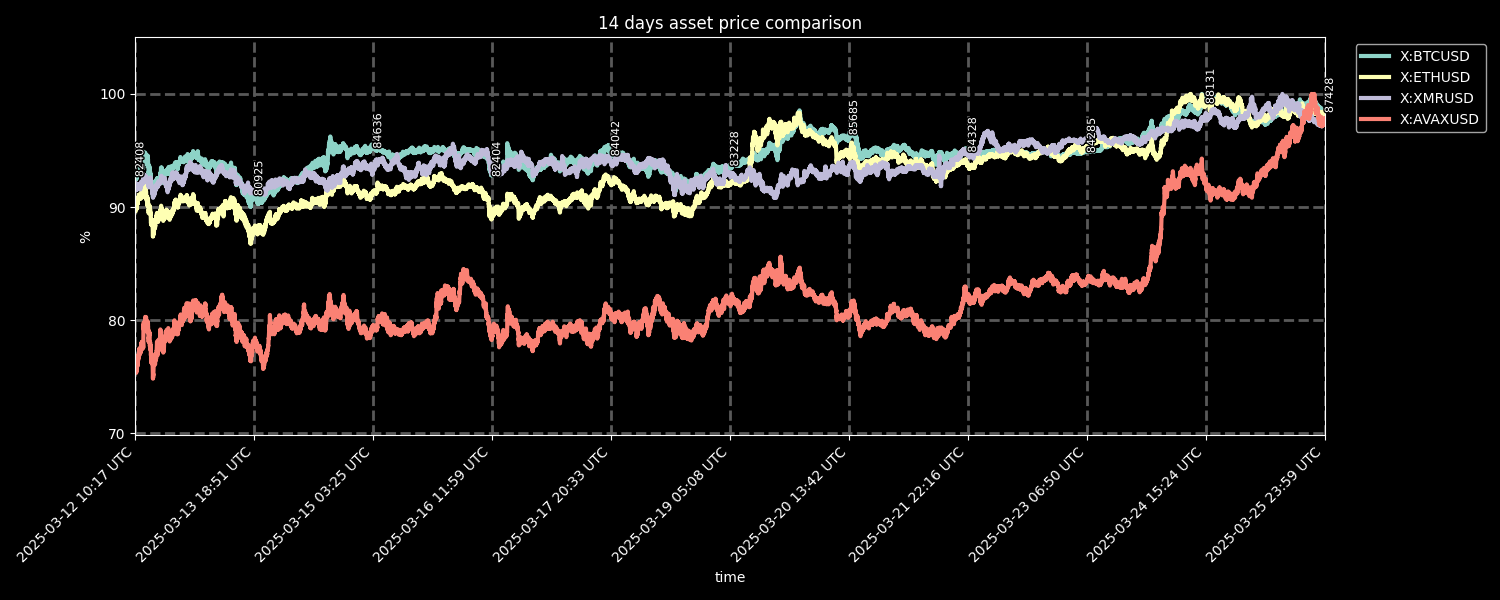 14 days asset price comparison
X:BTCUSD
X:ETHUSD
X:XMRUSD
X:AVAXUSD
100
90
80
70
%
82408
80925
84636
82404
84042
83228
85685
84328
84285
88131
87428
2025-03-12 10:17 UTC
2025-03-13 18:51 UTC
2025-03-15 03:25 UTC
2025-03-16 11:59 UTC
2025-03-17 20:33 UTC
2025-03-19 05:08 UTC
2025-03-20 13:42 UTC
2025-03-21 22:16 UTC
2025-03-23 06:50 UTC
2025-03-24 15:24 UTC
2025-03-25 23:59 UTC
time